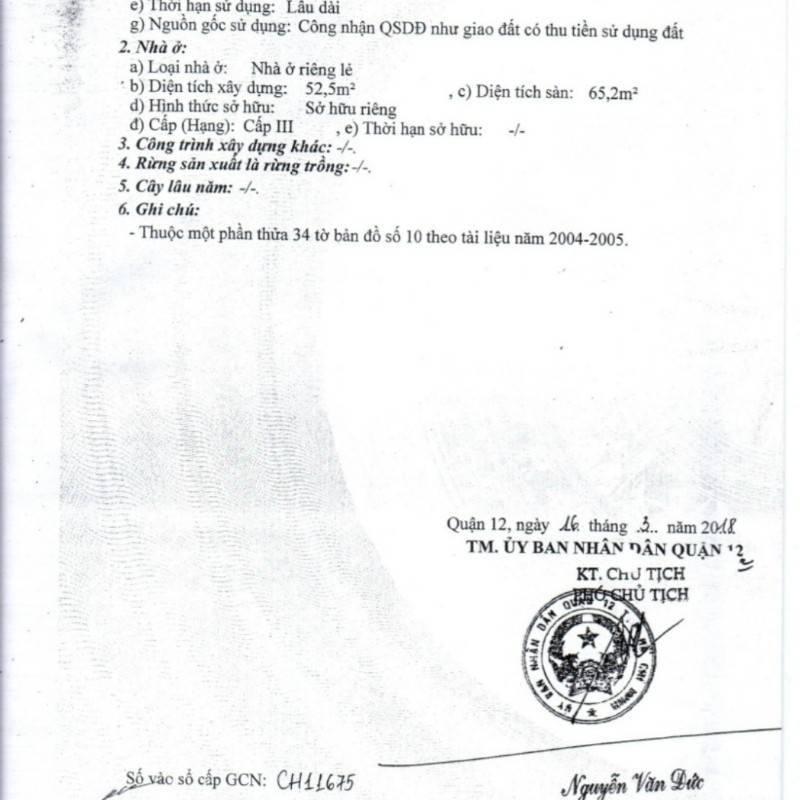 e) Thời hạn sử dụng: Lâu dài
g) Nguồn gốc sử dụng: Công nhận QSDĐ như giao đất có thu tiền sử dụng đất
2. Nhà ở:
a) Loại nhà ở: Nhà ở riêng lẻ
b) Diện tích xây dựng: 52,5m² , c) Diện tích sàn: 65,2m²
d) Hình thức sở hữu: Sở hữu riêng
đ) Cấp (Hạng): Cấp III , e) Thời hạn sở hữu: -/-
3. Công trình xây dựng khác: -/-.
4. Rừng sản xuất là rừng trồng: -/-.
5. Cây lâu năm: -/-.
6. Ghi chú:
- Thuộc một phần thửa 34 tờ bản đồ số 10 theo tài liệu năm 2004-2005.
Quận 12, ngày 16 tháng 3 năm 2018
TM. ỦY BAN NHÂN DÂN QUẬN 12
KT. CHỦ TỊCH
PHÓ CHỦ TỊCH
ỦY BAN NHÂN DÂN QUẬN 12
Số vào sổ cấp GCN: CH11675
Nguyễn Văn Đức